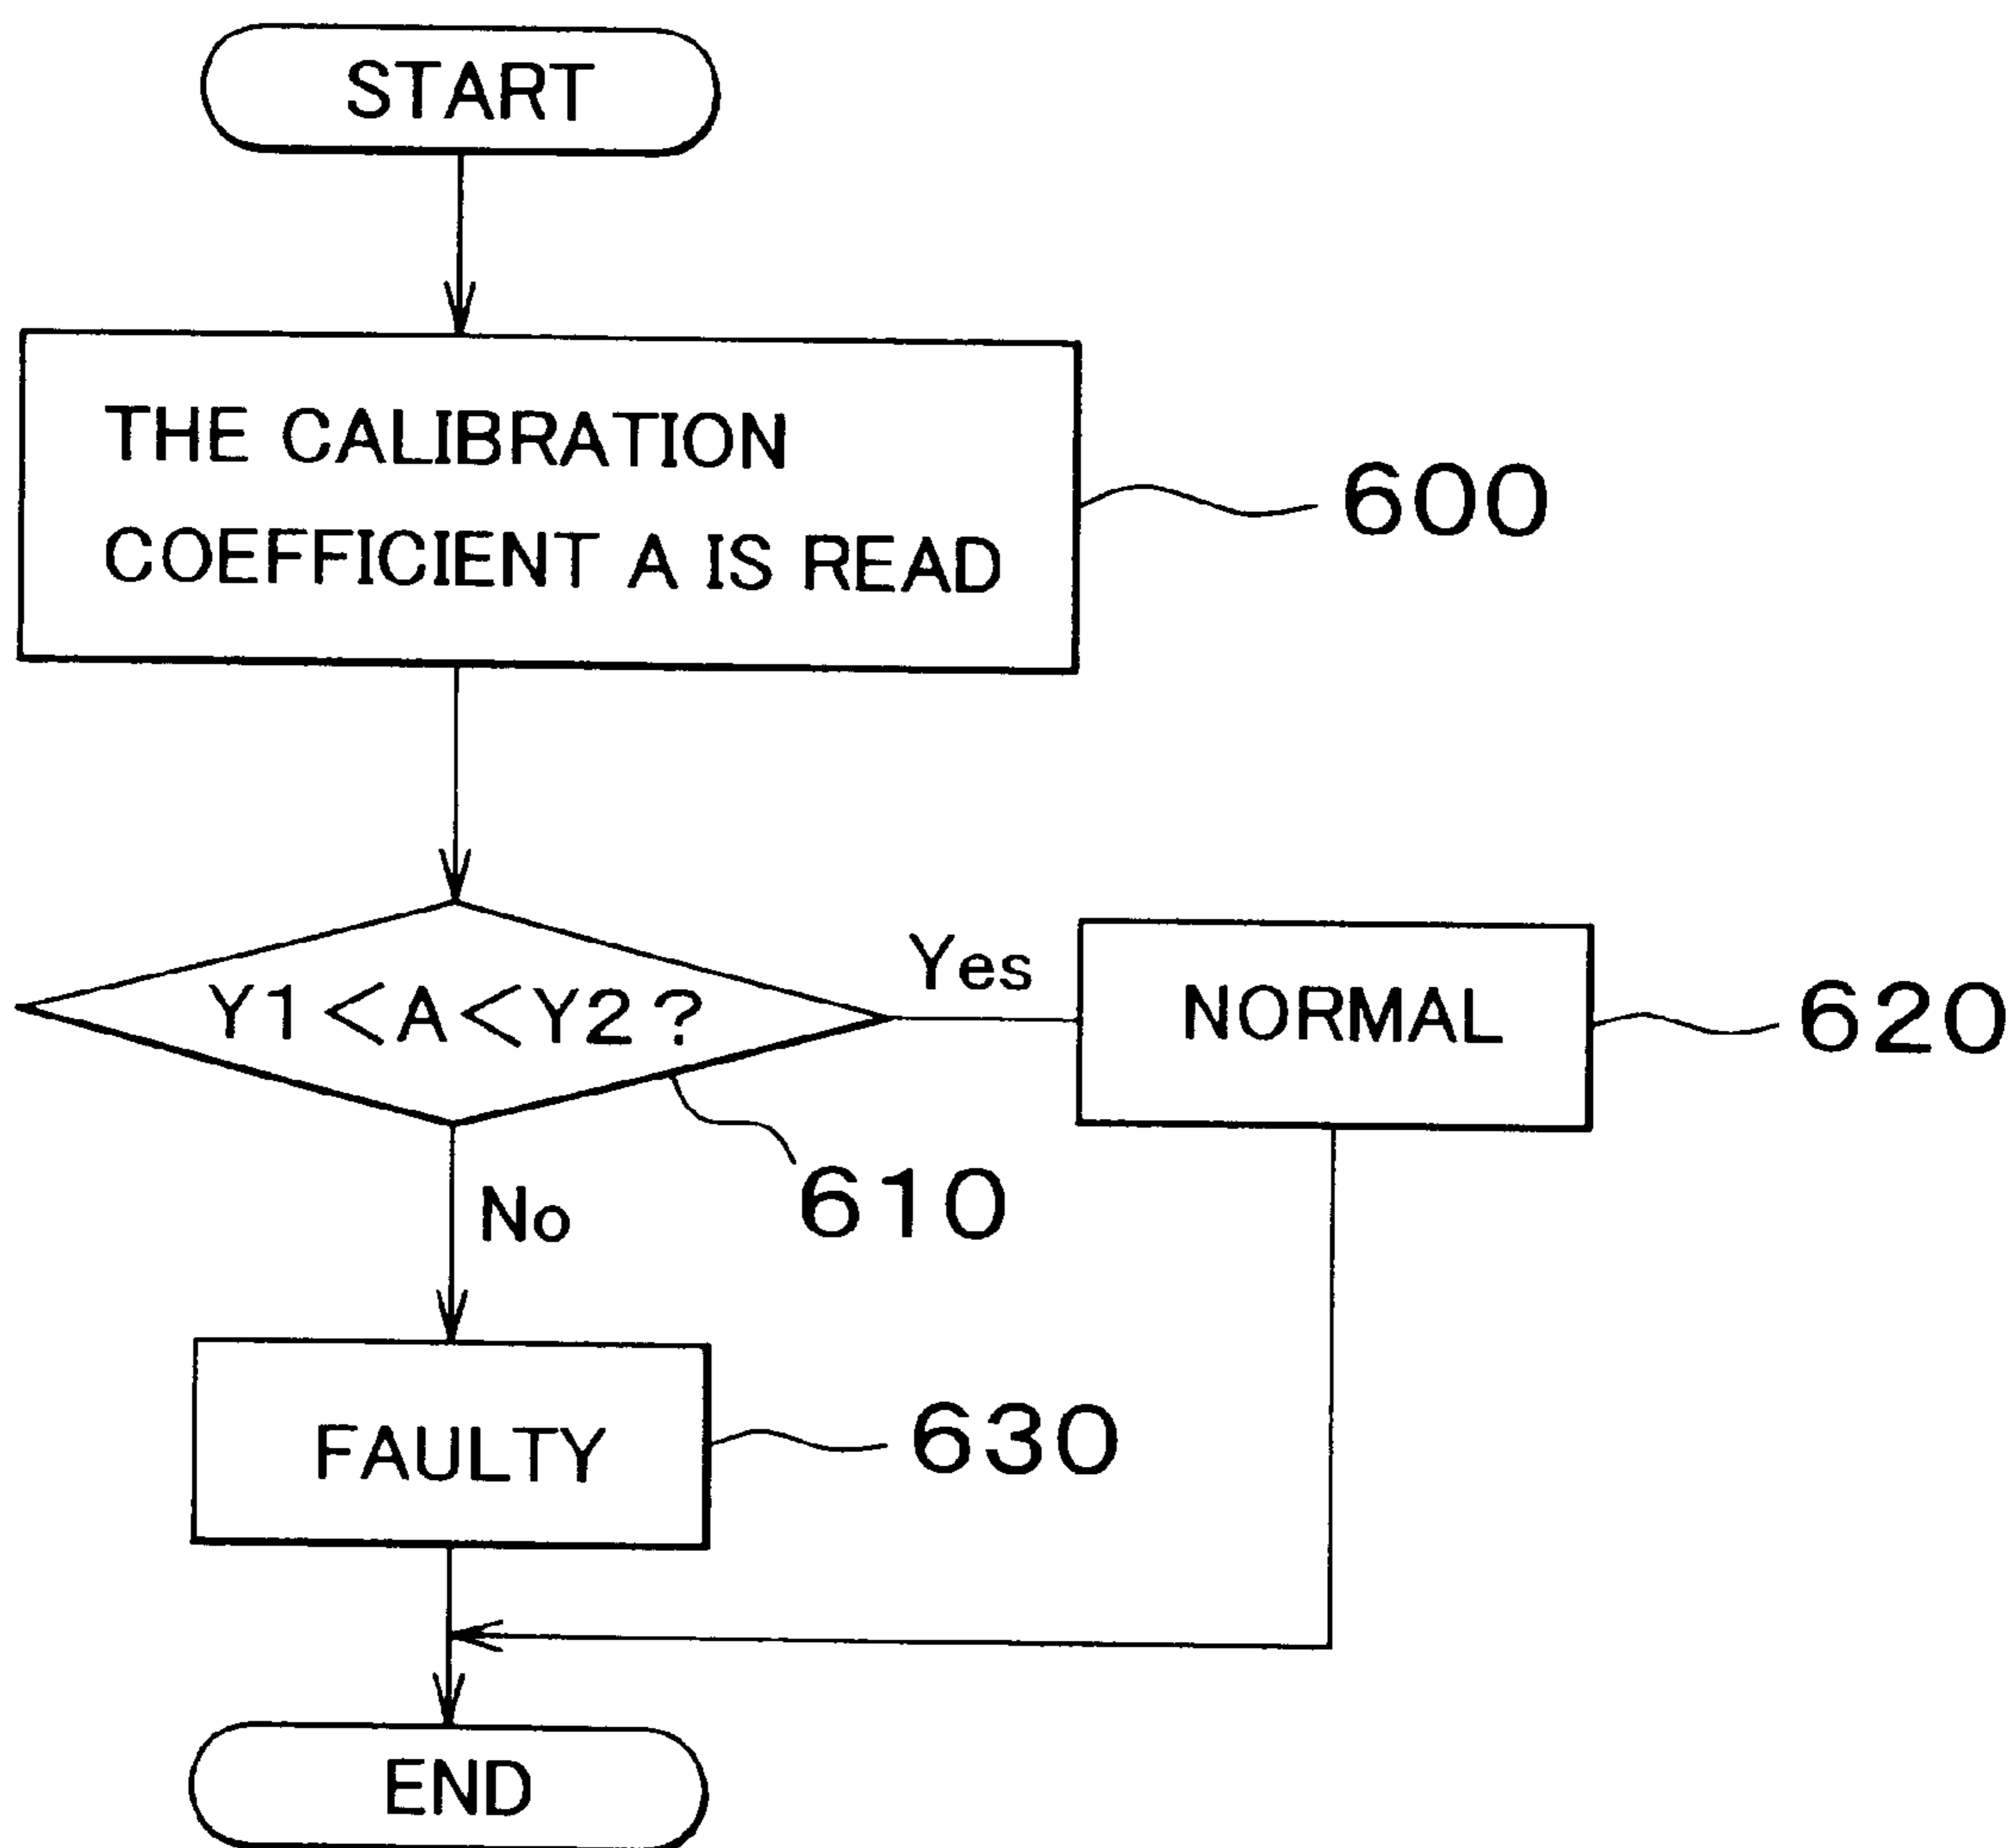 START
THE CALIBRATION
COEFFICIENT A IS READ
600
Y1<A<Y2?
Yes
NORMAL
620
610
No
FAULTY
630
END